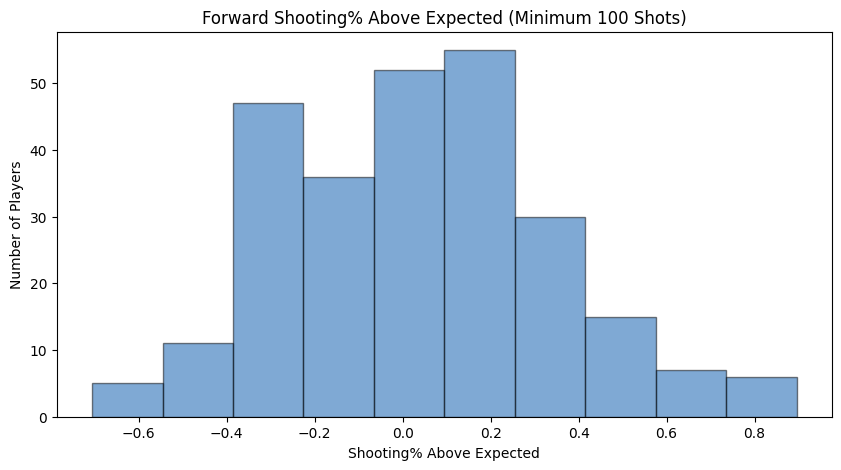 Forward Shooting% Above Expected (Minimum 100 Shots)
Number of Players
50
40
30
20
10
0
−0.6 −0.4 −0.2 0.0 0.2 0.4 0.6 0.8
Shooting% Above Expected